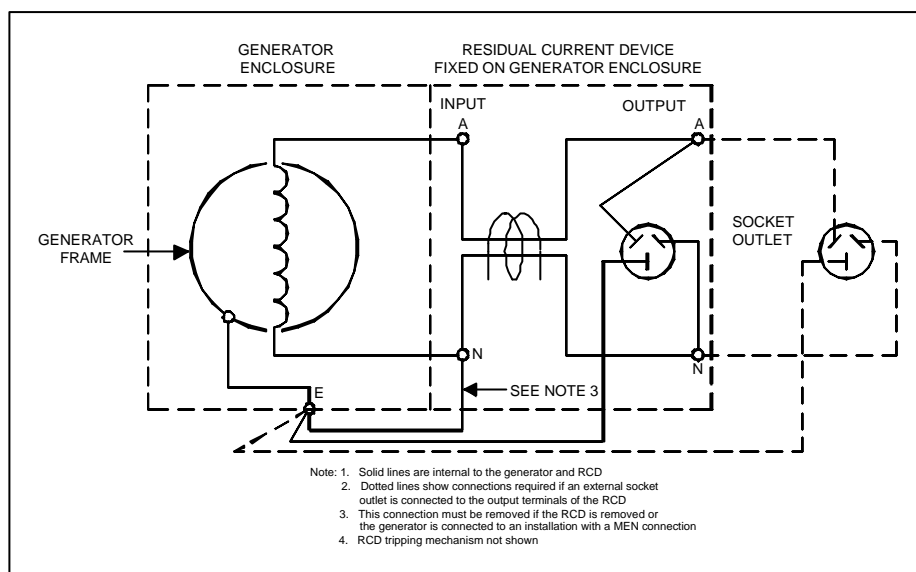 GENERATOR
ENCLOSURE
RESIDUAL CURRENT DEVICE
FIXED ON GENERATOR ENCLOSURE
INPUT
A
OUTPUT
A
GENERATOR
FRAME
SOCKET
OUTLET
N
N
E
SEE NOTE 3
Note: 1. Solid lines are internal to the generator and RCD
2. Dotted lines show connections required if an external socket
outlet is connected to the output terminals of the RCD
3. This connection must be removed if the RCD is removed or
the generator is connected to an installation with a MEN connection
4. RCD tripping mechanism not shown